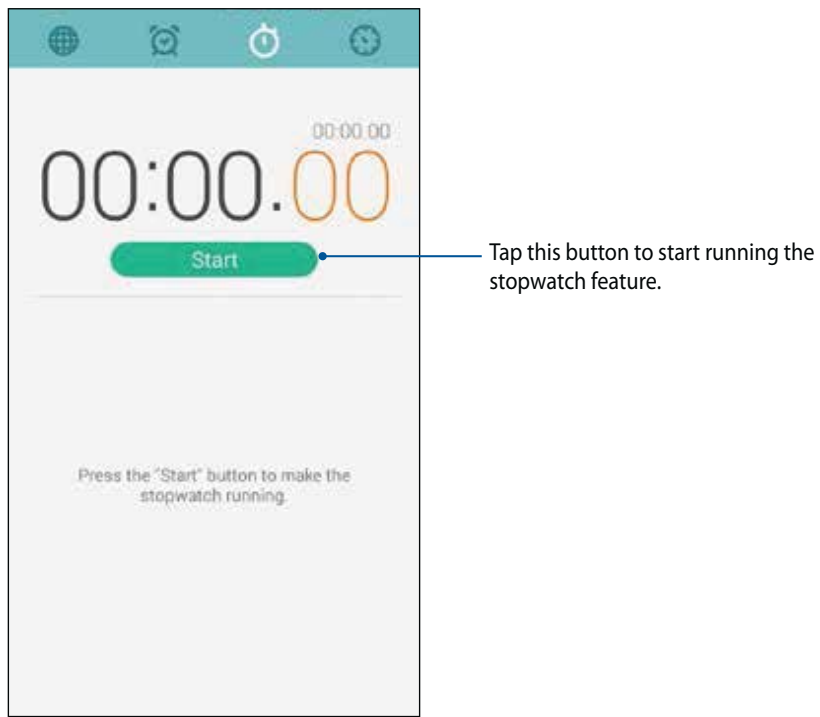 00:00.00
00:00.00
Start
Tap this button to start running the
stopwatch feature.
Press the "Start" button to make the
stopwatch running.